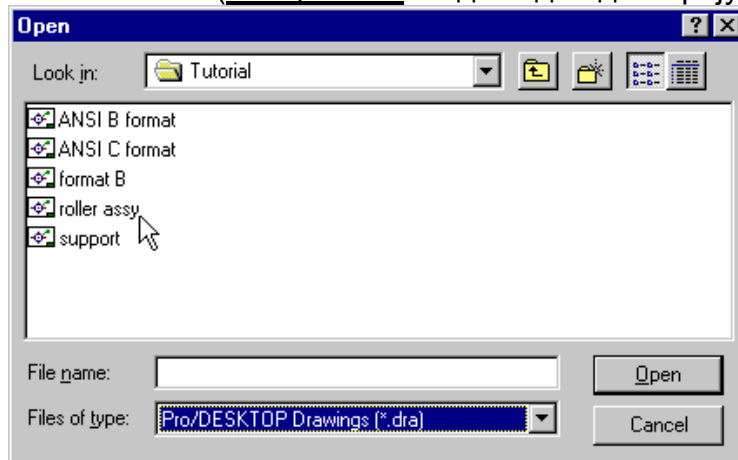 Open
Look in: Tutorial
ANSI B format
ANSI C format
format B
roller assy
support
File name:
Open
Files of type: Pro/DESKTOP Drawings (*.dra)
Cancel